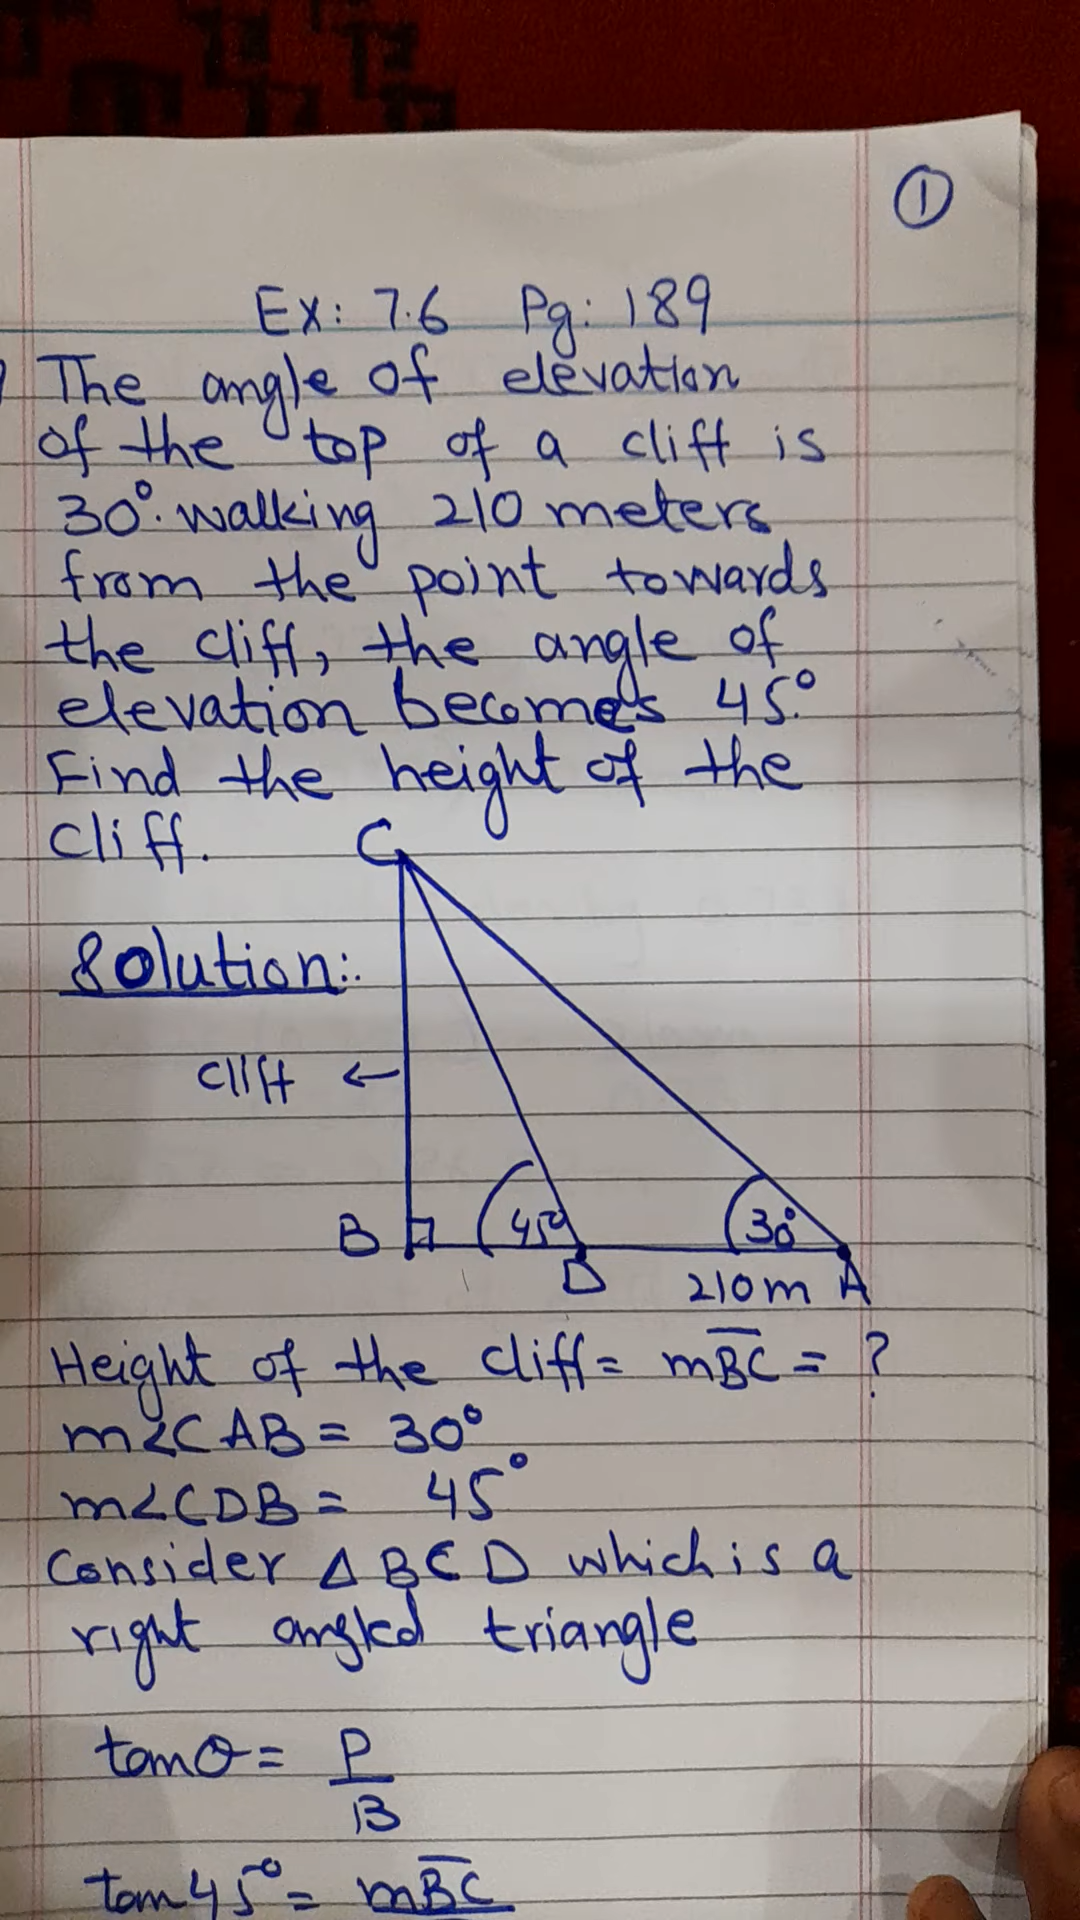 ①
Ex: 7.6 Pg: 189
The angle of elevation
of the top of a cliff is
30°. walking 210 meters
from the point towards
the cliff, the angle of
elevation becomes 45.°
Find the height of the
cliff.
C
Solution:.
cliff ←
B 45° 30°
D 210m A
Height of the cliff = mBC = ?
m∠CAB = 30°
m∠CDB = 45°
Consider △BCD which is a
right angled triangle
tanθ = P
B
tan45° = mBC